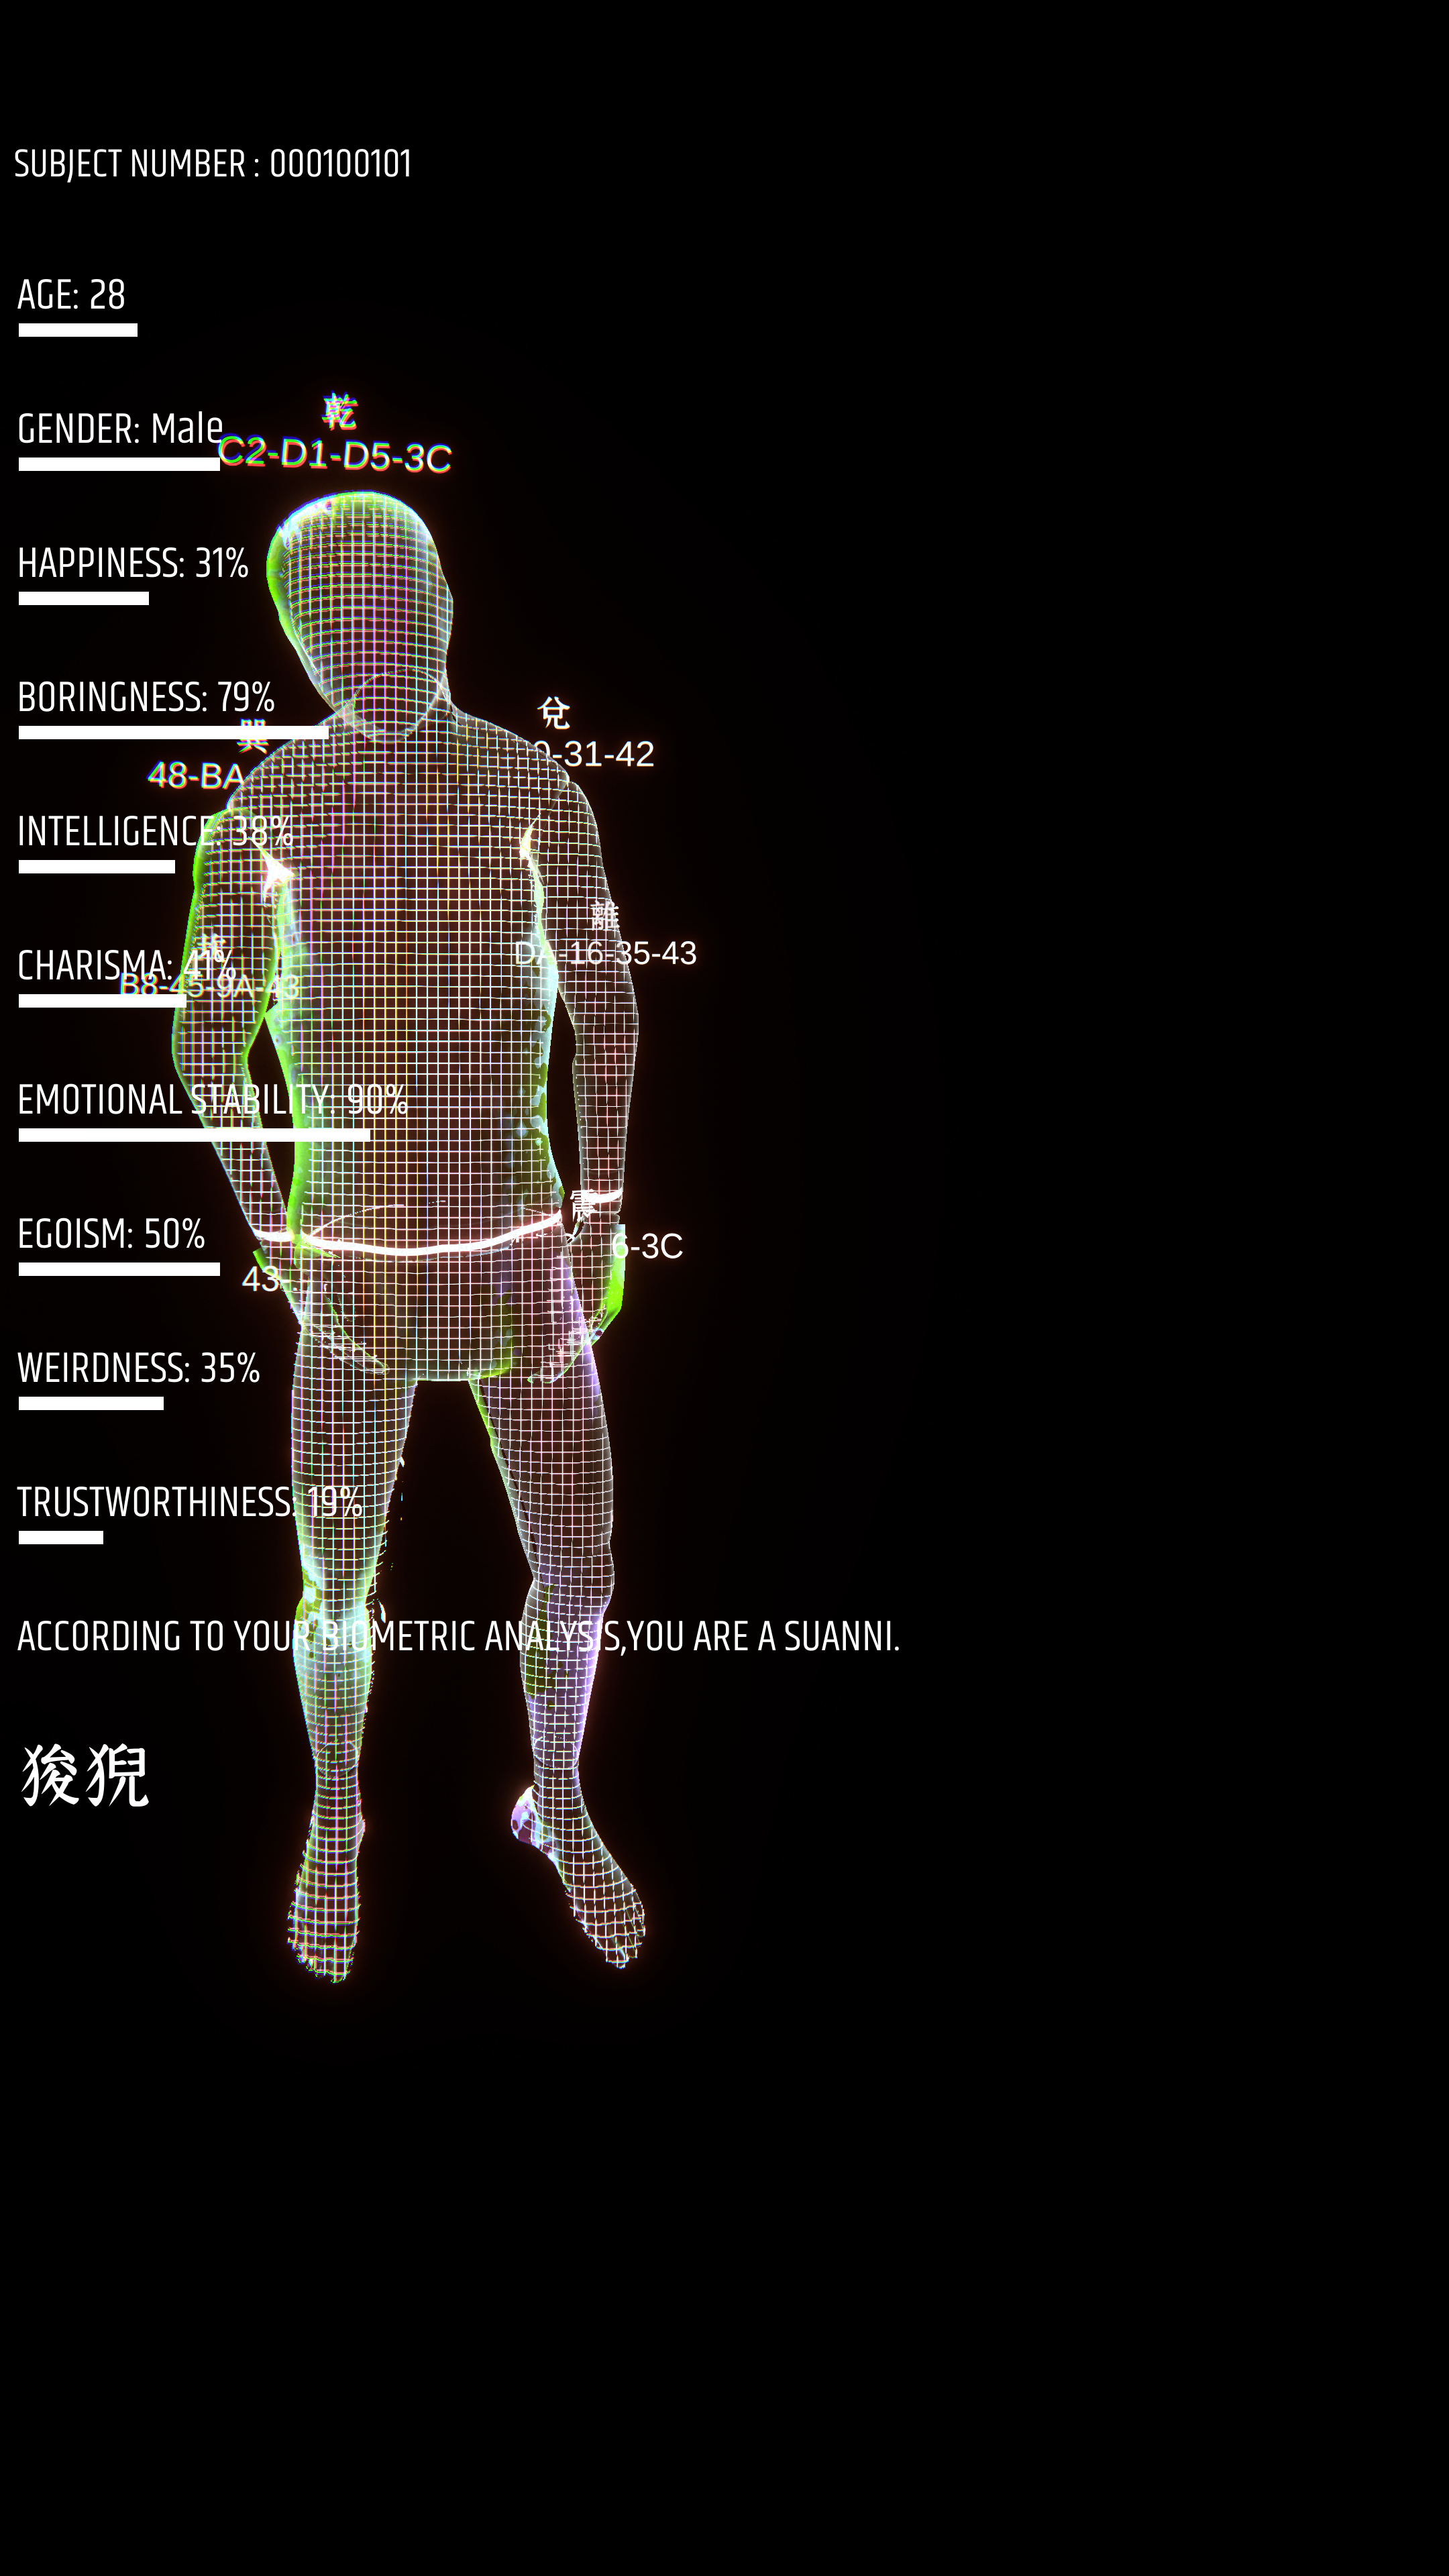 SUBJECT NUMBER : 000100101
AGE: 28
乾
GENDER: Male
C2-D1-D5-3C
HAPPINESS: 31%
BORINGNESS: 79%
兌
巽
0-31-42
48-BA
INTELLIGENCE: 38%
離
DA-16-35-43
CHARISMA: 41%
B8-45-9A-43
EMOTIONAL STABILITY: 90%
震
EGOISM: 50%
6-3C
43-
WEIRDNESS: 35%
TRUSTWORTHINESS: 19%
ACCORDING TO YOUR BIOMETRIC ANALYSIS,YOU ARE A SUANNI.
狻猊